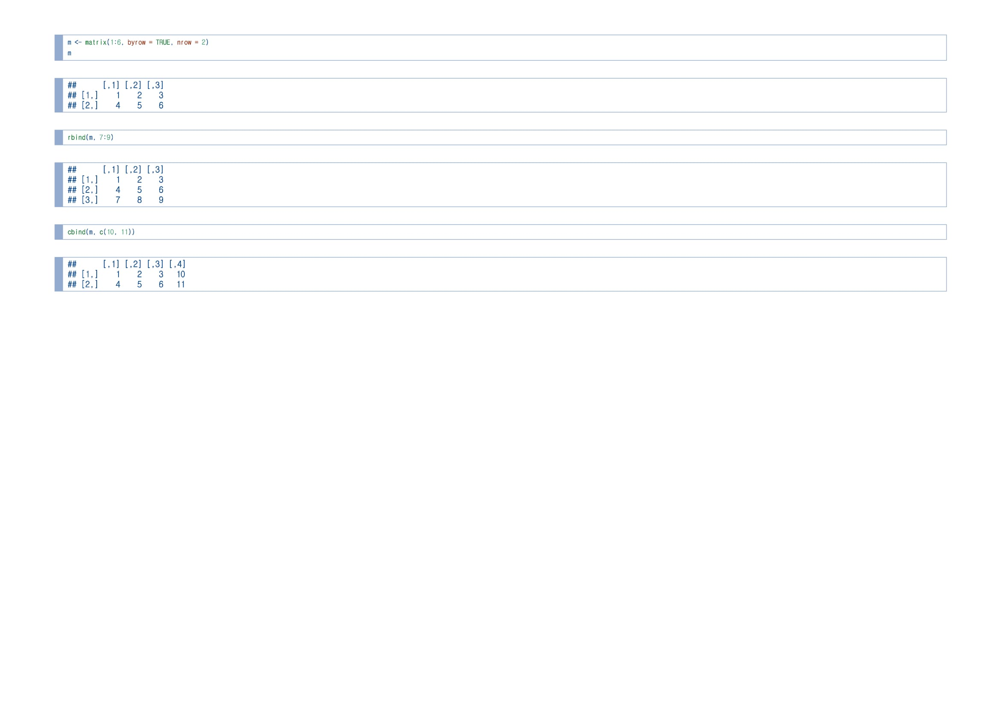 m <- matrix(1:6, byrow = TRUE, nrow = 2)
m
##      [,1] [,2] [,3]
## [1,]    1    2    3
## [2,]    4    5    6
rbind(m, 7:9)
##      [,1] [,2] [,3]
## [1,]    1    2    3
## [2,]    4    5    6
## [3,]    7    8    9
cbind(m, c(10, 11))
##      [,1] [,2] [,3] [,4]
## [1,]    1    2    3   10
## [2,]    4    5    6   11